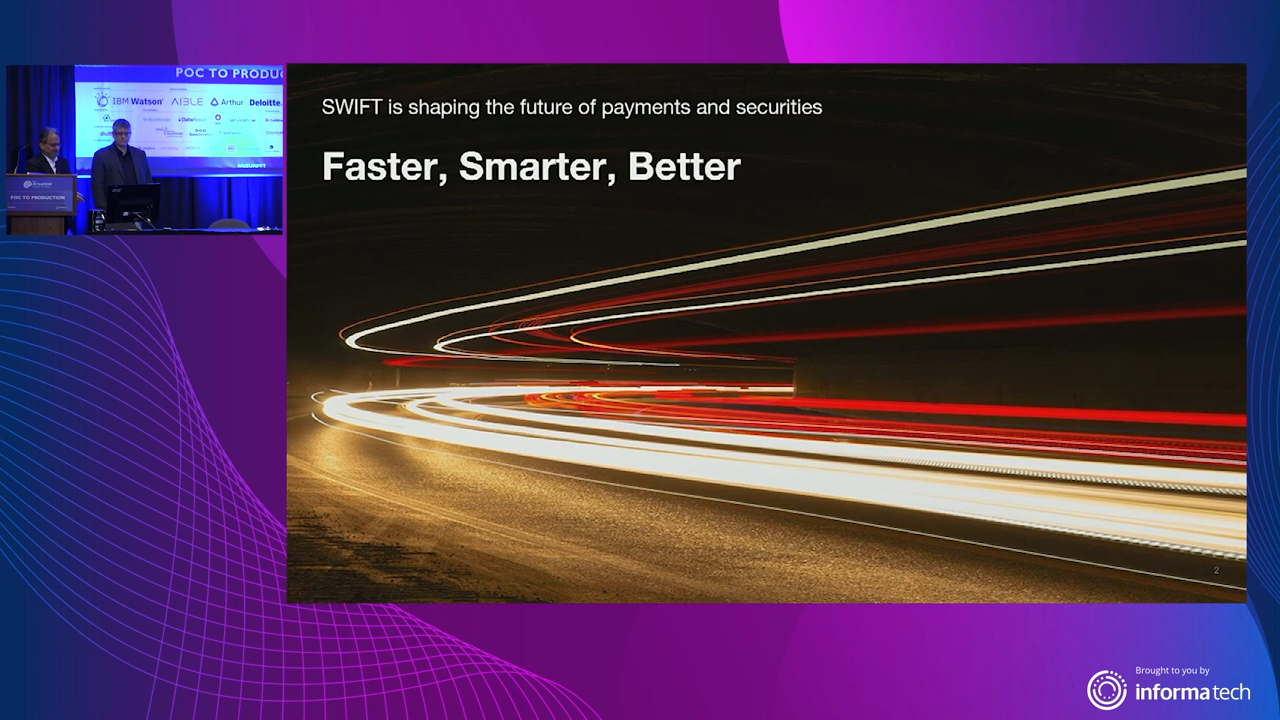 POC TO PRODUC
IBM Watson
AIBLE
Arthur
Deloitte.
DataRobot
POC TO PRODUCTION
SWIFT is shaping the future of payments and securities
Faster, Smarter, Better
2
Brought to you by
informa tech